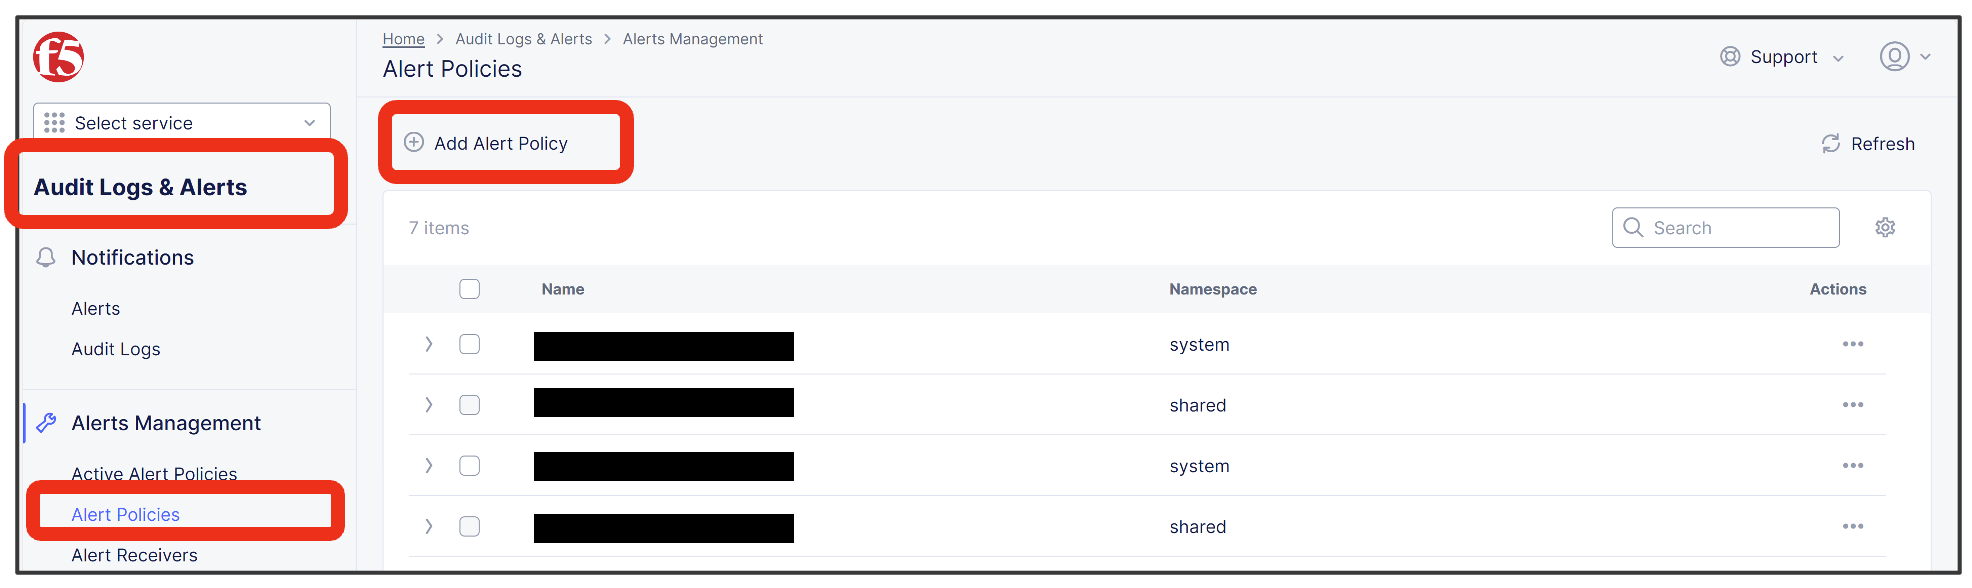 f5
Home > Audit Logs & Alerts > Alerts Management
Alert Policies
Support
Select service
Audit Logs & Alerts
Notifications
Alerts
Audit Logs
Alerts Management
Active Alert Policies
Alert Policies
Alert Receivers
Add Alert Policy
Refresh
7 items
Search
Name Namespace Actions
system
shared
system
shared